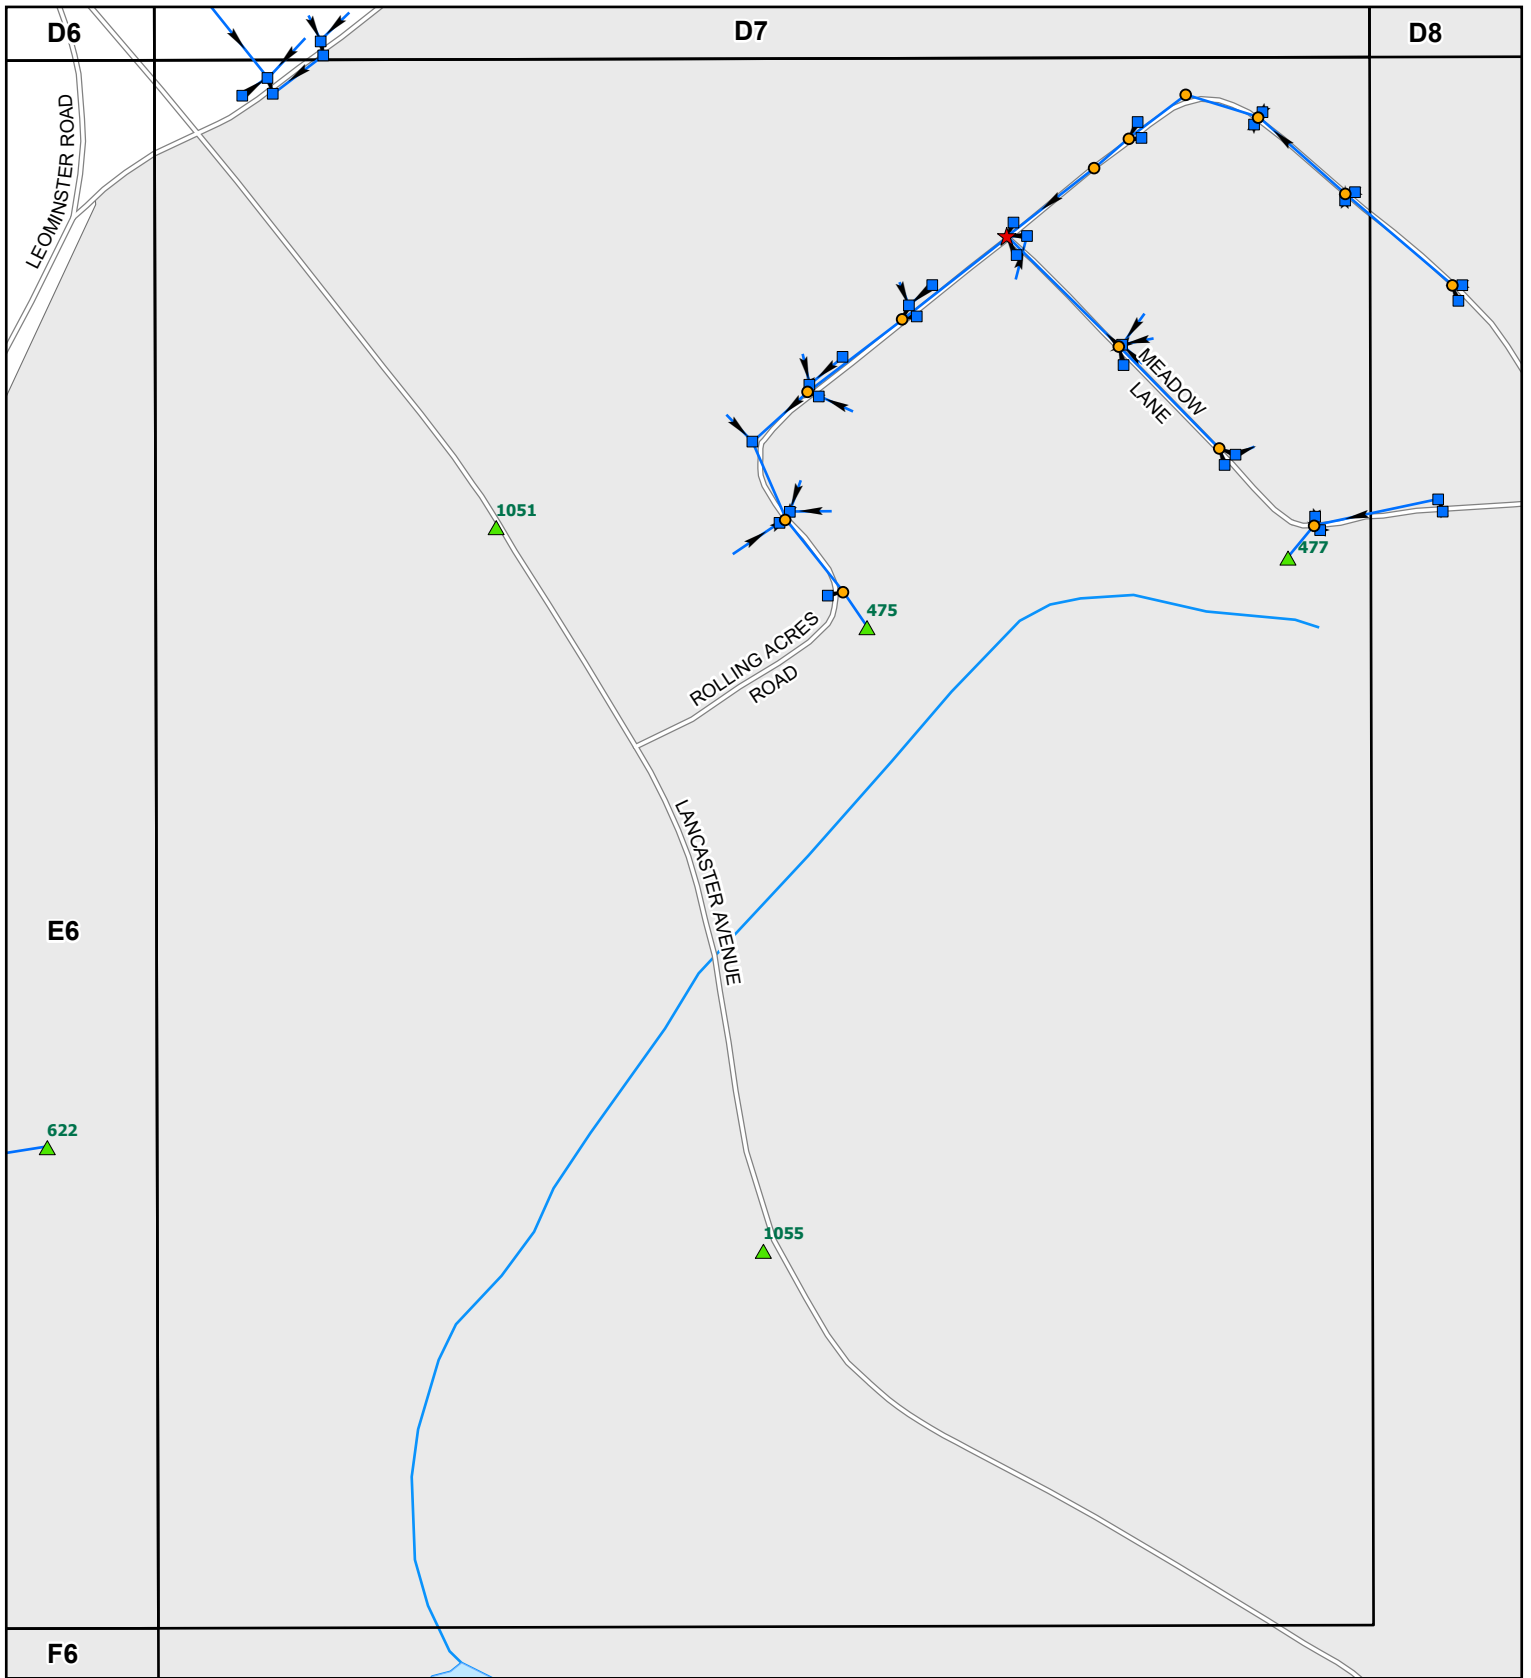 D6
D7
D8
LEOMINSTER ROAD
MEADOW
LANE
1051
477
475
ROLLING ACRES
ROAD
LANCASTER AVENUE
E6
622
1055
F6